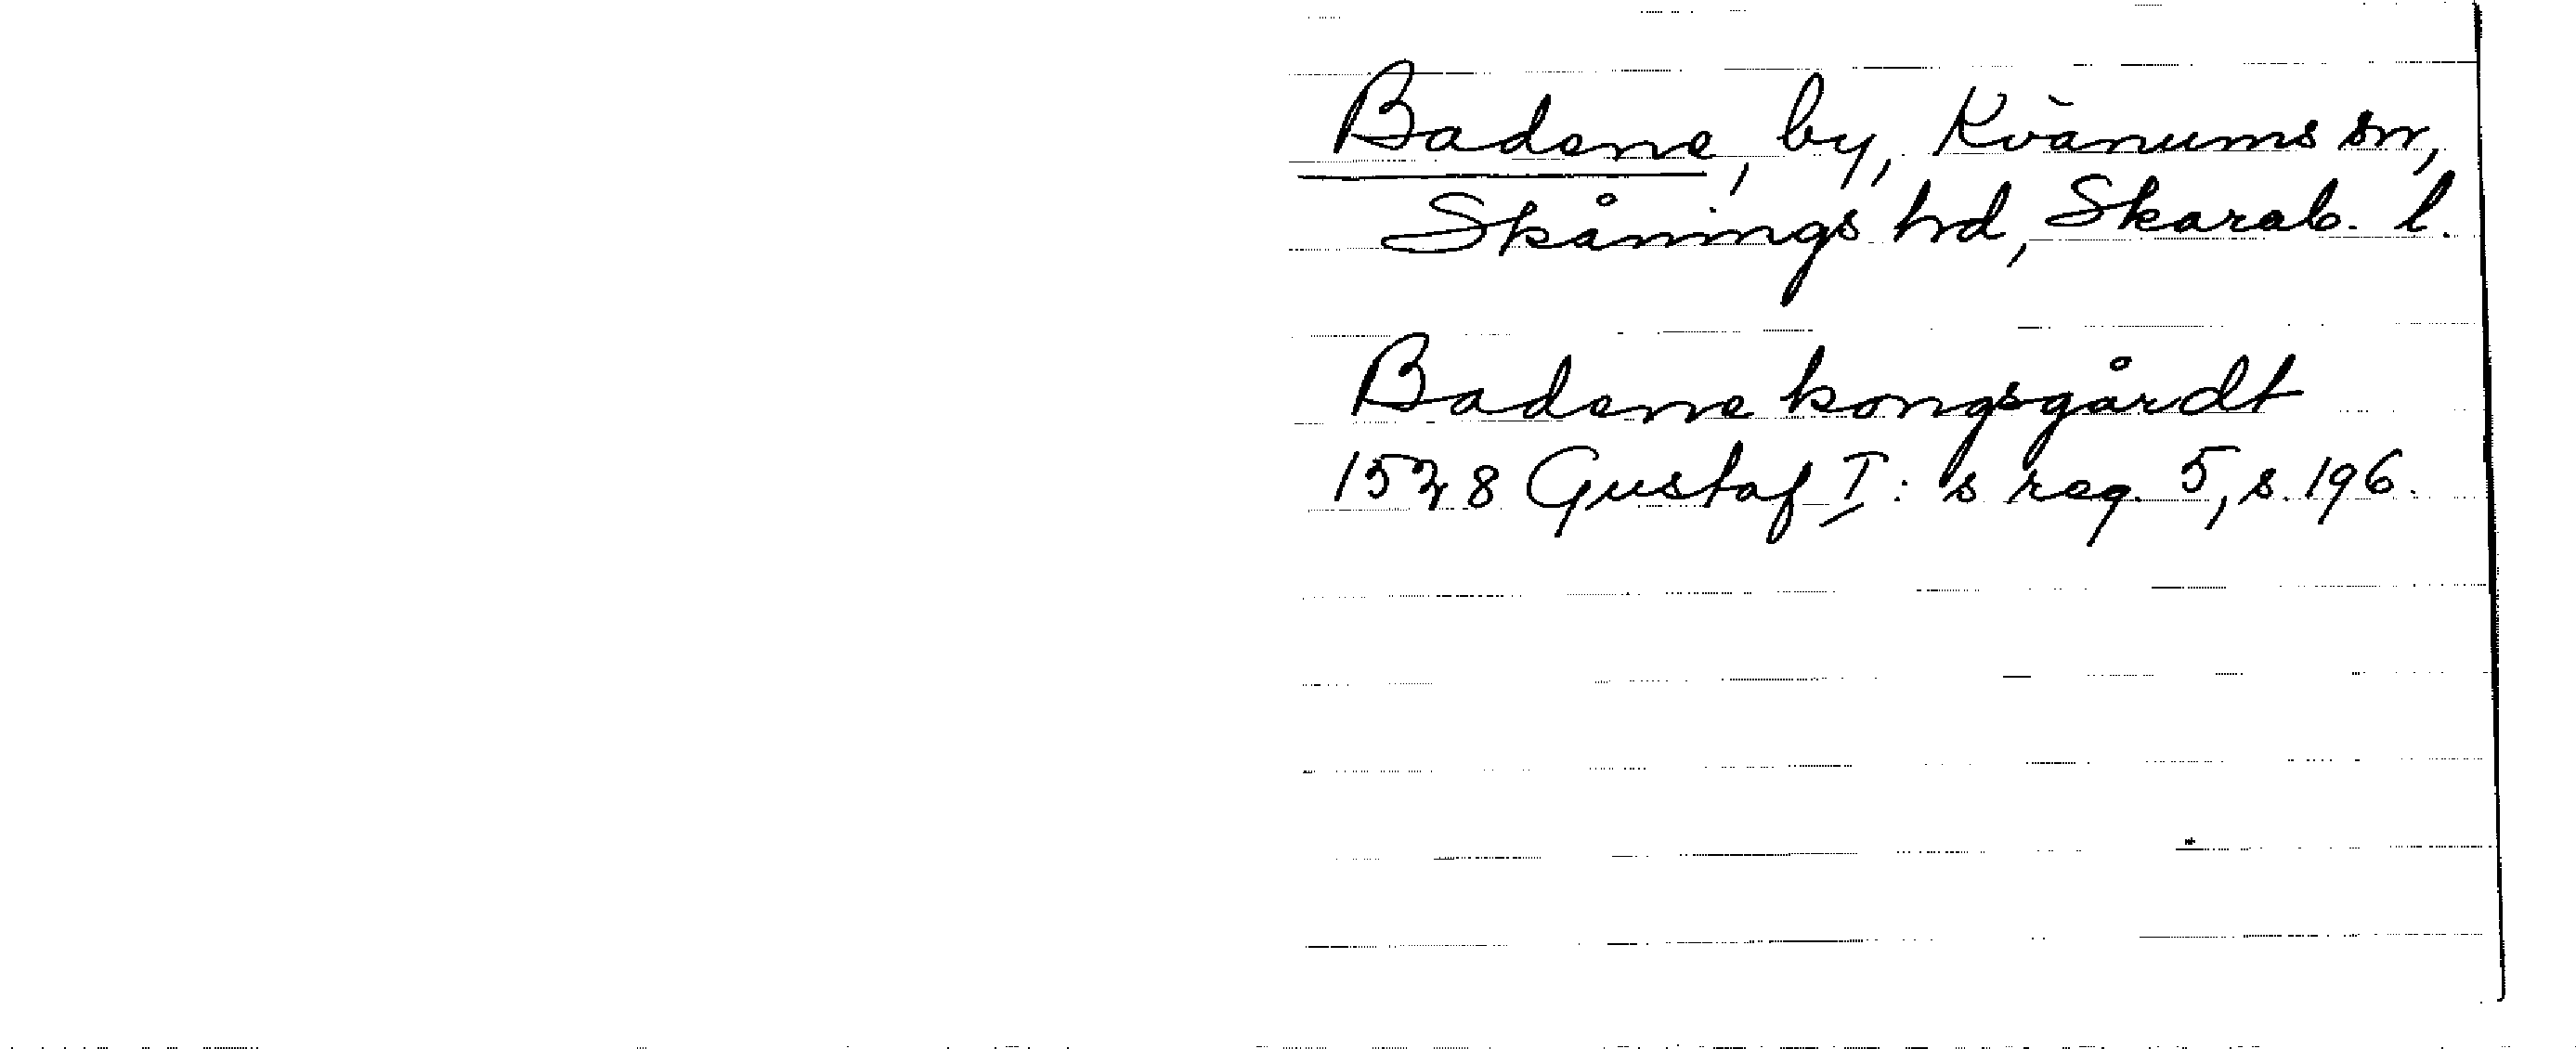 Badene, by, Kvänums sn,
Skånings hd, Skarab. l.
Badene kongsgårdt
1528 Gustaf I: s reg. 5, s. 196.